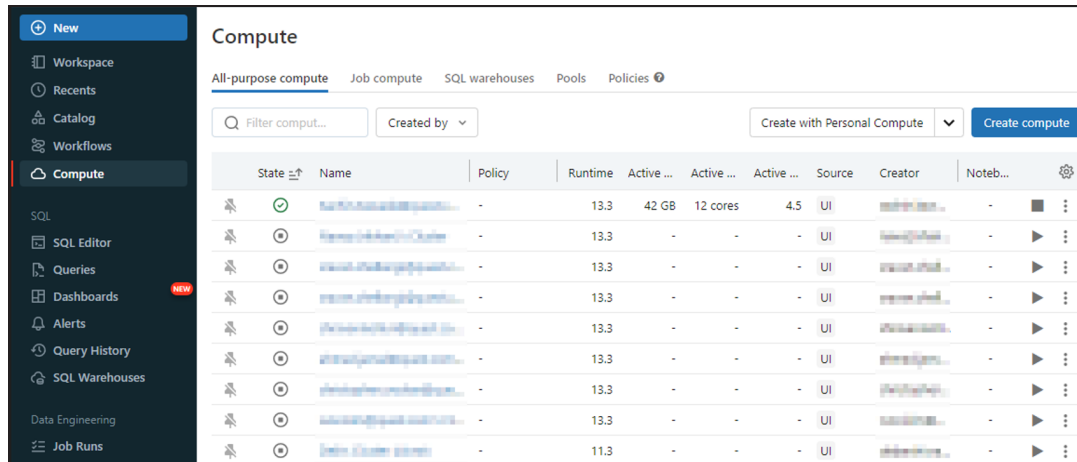 New
Workspace
Recents
Catalog
Workflows
Compute
SQL
SQL Editor
Queries
Dashboards
NEW
Alerts
Query History
SQL Warehouses
Data Engineering
Job Runs
Compute
All-purpose compute Job compute SQL warehouses Pools Policies ?
Filter comput... Created by Create with Personal Compute Create compute
State Name Policy Runtime Active ... Active ... Active ... Source Creator Noteb...
- 13.3 42 GB 12 cores 4.5 UI -
- 13.3 - - - UI -
- 13.3 - - - UI -
- 13.3 - - - UI -
- 13.3 - - - UI -
- 13.3 - - - UI -
- 13.3 - - - UI -
- 13.3 - - - UI -
- 11.3 - - - UI -